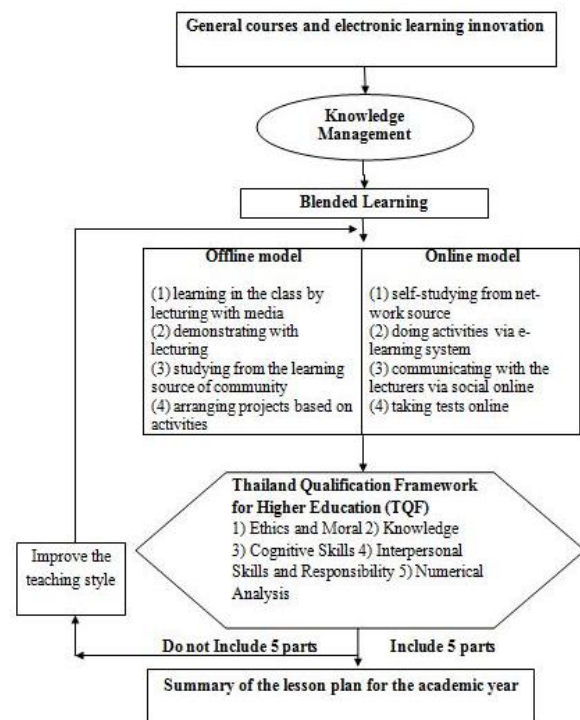 General courses and electronic learning innovation
Knowledge
Management
Blended Learning
Offline model
(1) learning in the class by
lecturing with media
(2) demonstrating with
lecturing
(3) studying from the learning
source of community
(4) arranging projects based on
activities
Online model
(1) self-studying from net-
work source
(2) doing activities via e-
learning system
(3) communicating with the
lecturers via social online
(4) taking tests online
Thailand Qualification Framework
for Higher Education (TQF)
1) Ethics and Moral 2) Knowledge
3) Cognitive Skills 4) Interpersonal
Skills and Responsibility 5) Numerical
Analysis
Improve the
teaching style
Do not Include 5 parts
Include 5 parts
Summary of the lesson plan for the academic year